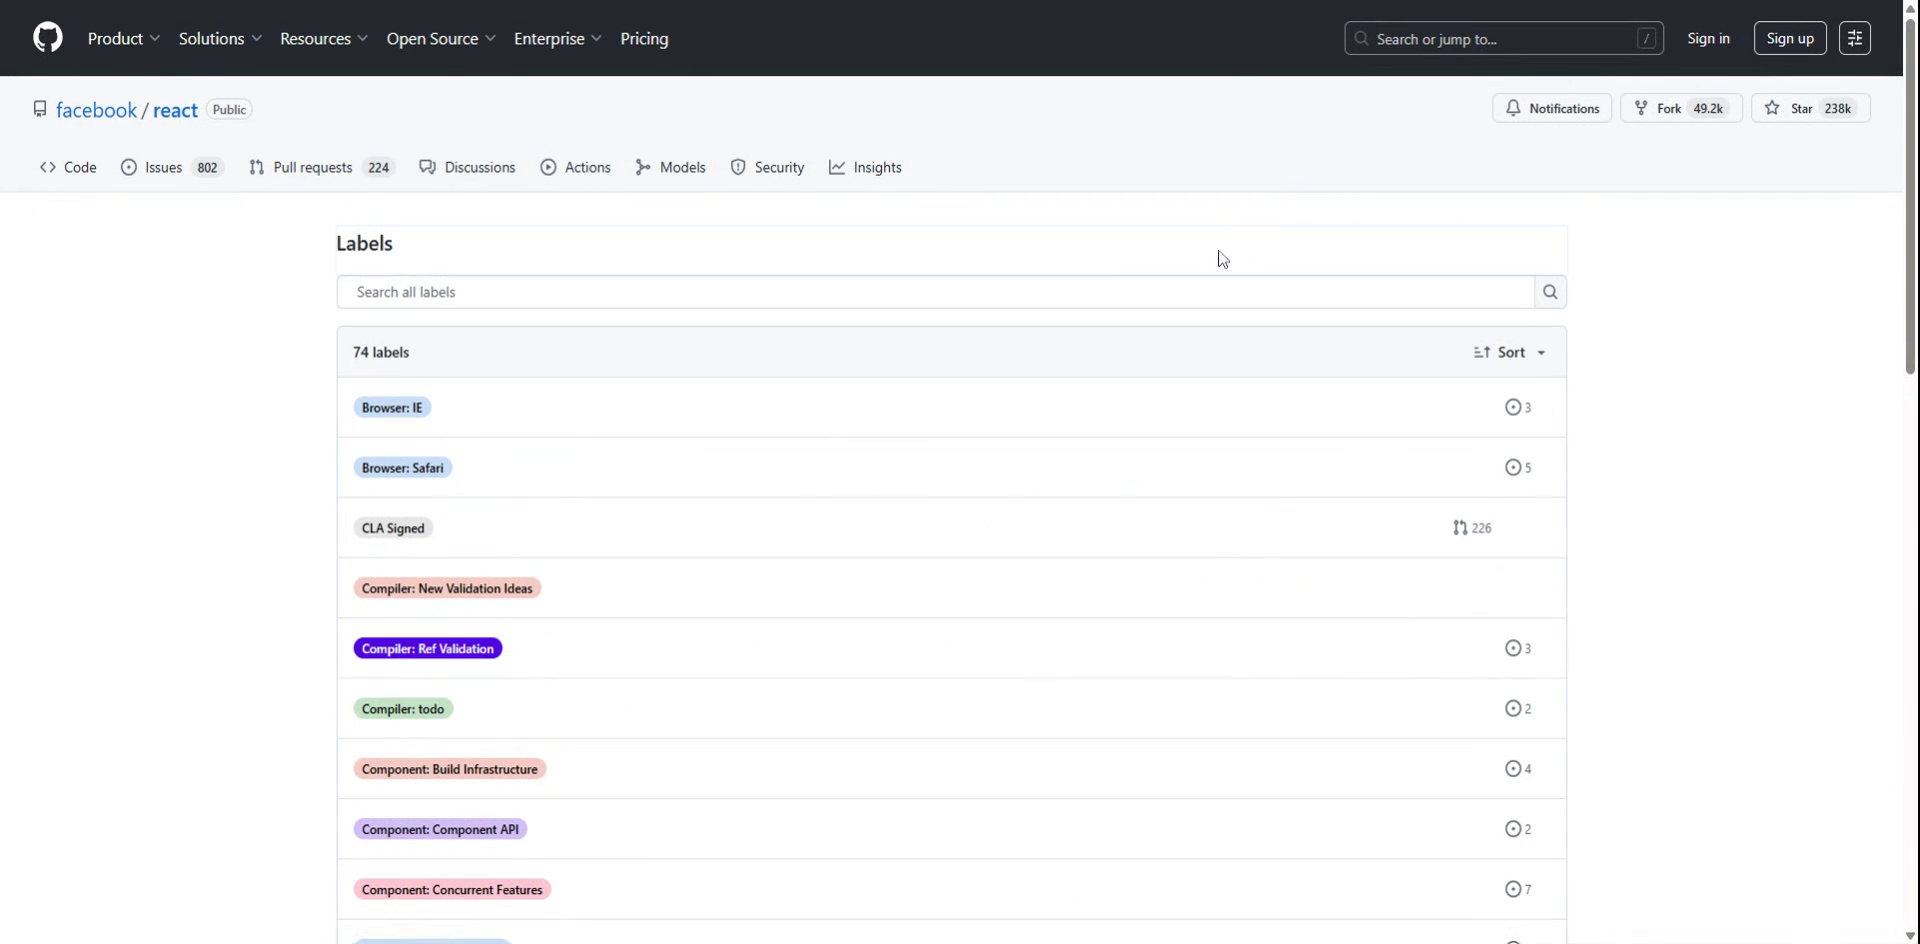 Product Solutions Resources Open Source Enterprise Pricing Search or jump to... / Sign in Sign up
facebook / react Public Notifications Fork 49.2k Star 238k
Code Issues 802 Pull requests 224 Discussions Actions Models Security Insights
Labels
Search all labels
74 labels Sort
Browser: IE 3
Browser: Safari 5
CLA Signed 226
Compiler: New Validation Ideas
Compiler: Ref Validation 3
Compiler: todo 2
Component: Build Infrastructure 4
Component: Component API 2
Component: Concurrent Features 7